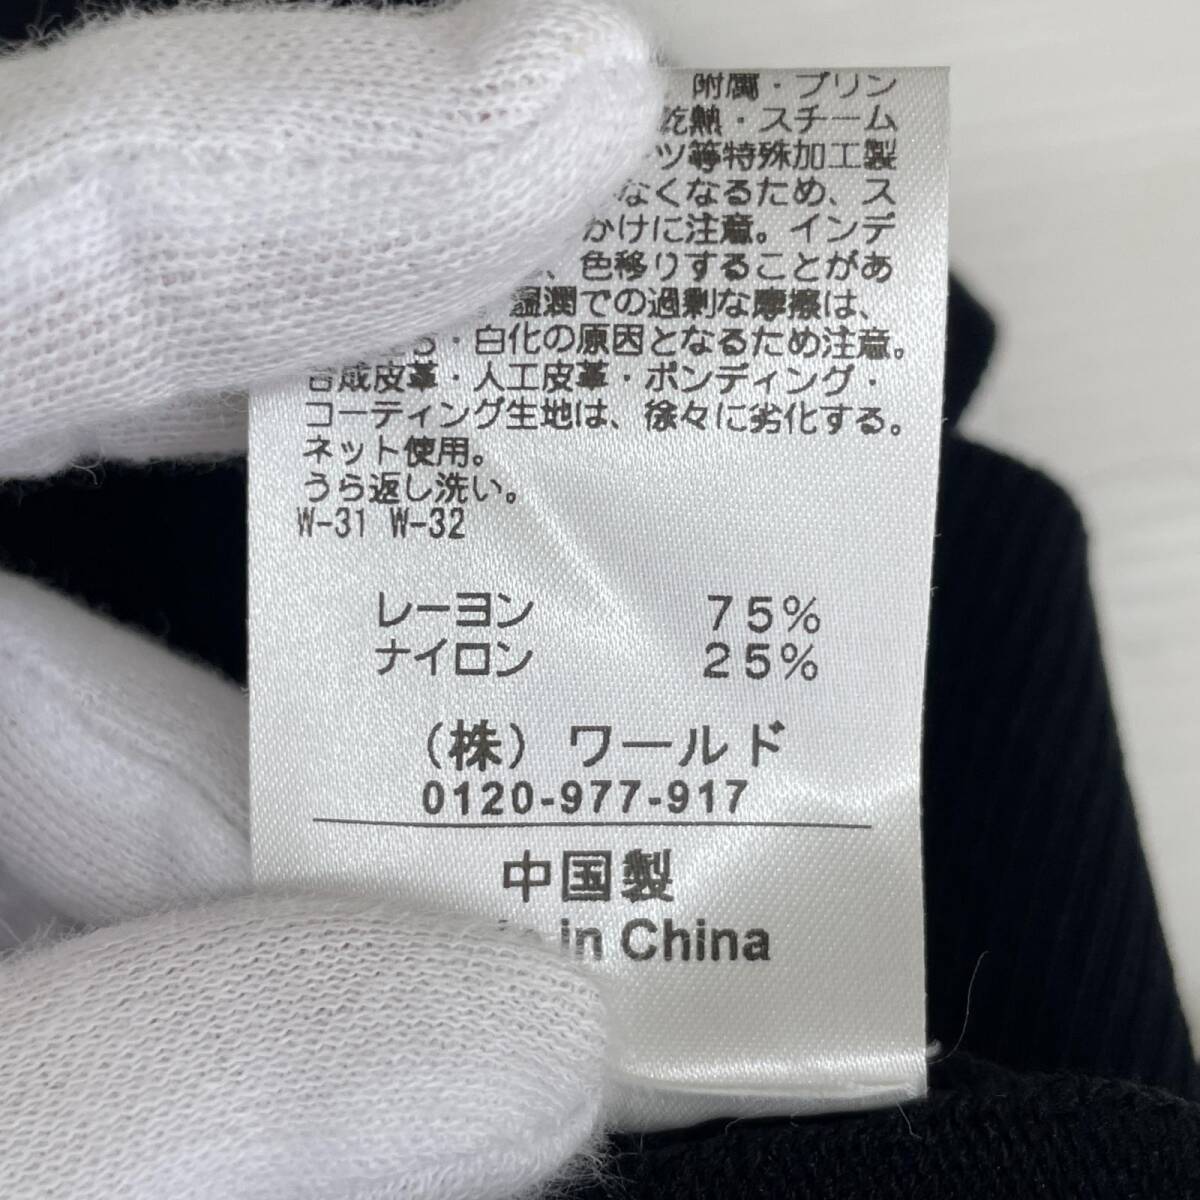 附属・プリン
乾熱・スチーム
ツ等特殊加工製
なくなるため、ス
かけに注意。インデ
、色移りすることがあ
湿潤での過剰な摩擦は、
・白化の原因となるため注意。
合成皮革・人工皮革・ボンディング・
コーティング生地は、徐々に劣化する。
ネット使用。
うら返し洗い。
W-31 W-32
レーヨン 75%
ナイロン 25%
（株）ワールド
0120-977-917
中国製
in China